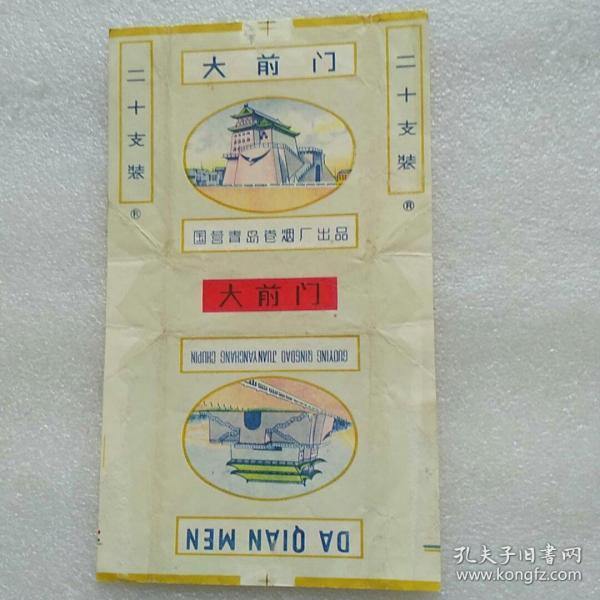 大前门
二十支装
®
二十支装
®
国营青岛卷烟厂出品
大前门
GUOYING QINGDAO JUANYANCHANG CHUPIN
DA QIAN MEN
孔夫子旧书网
www.kongfz.com